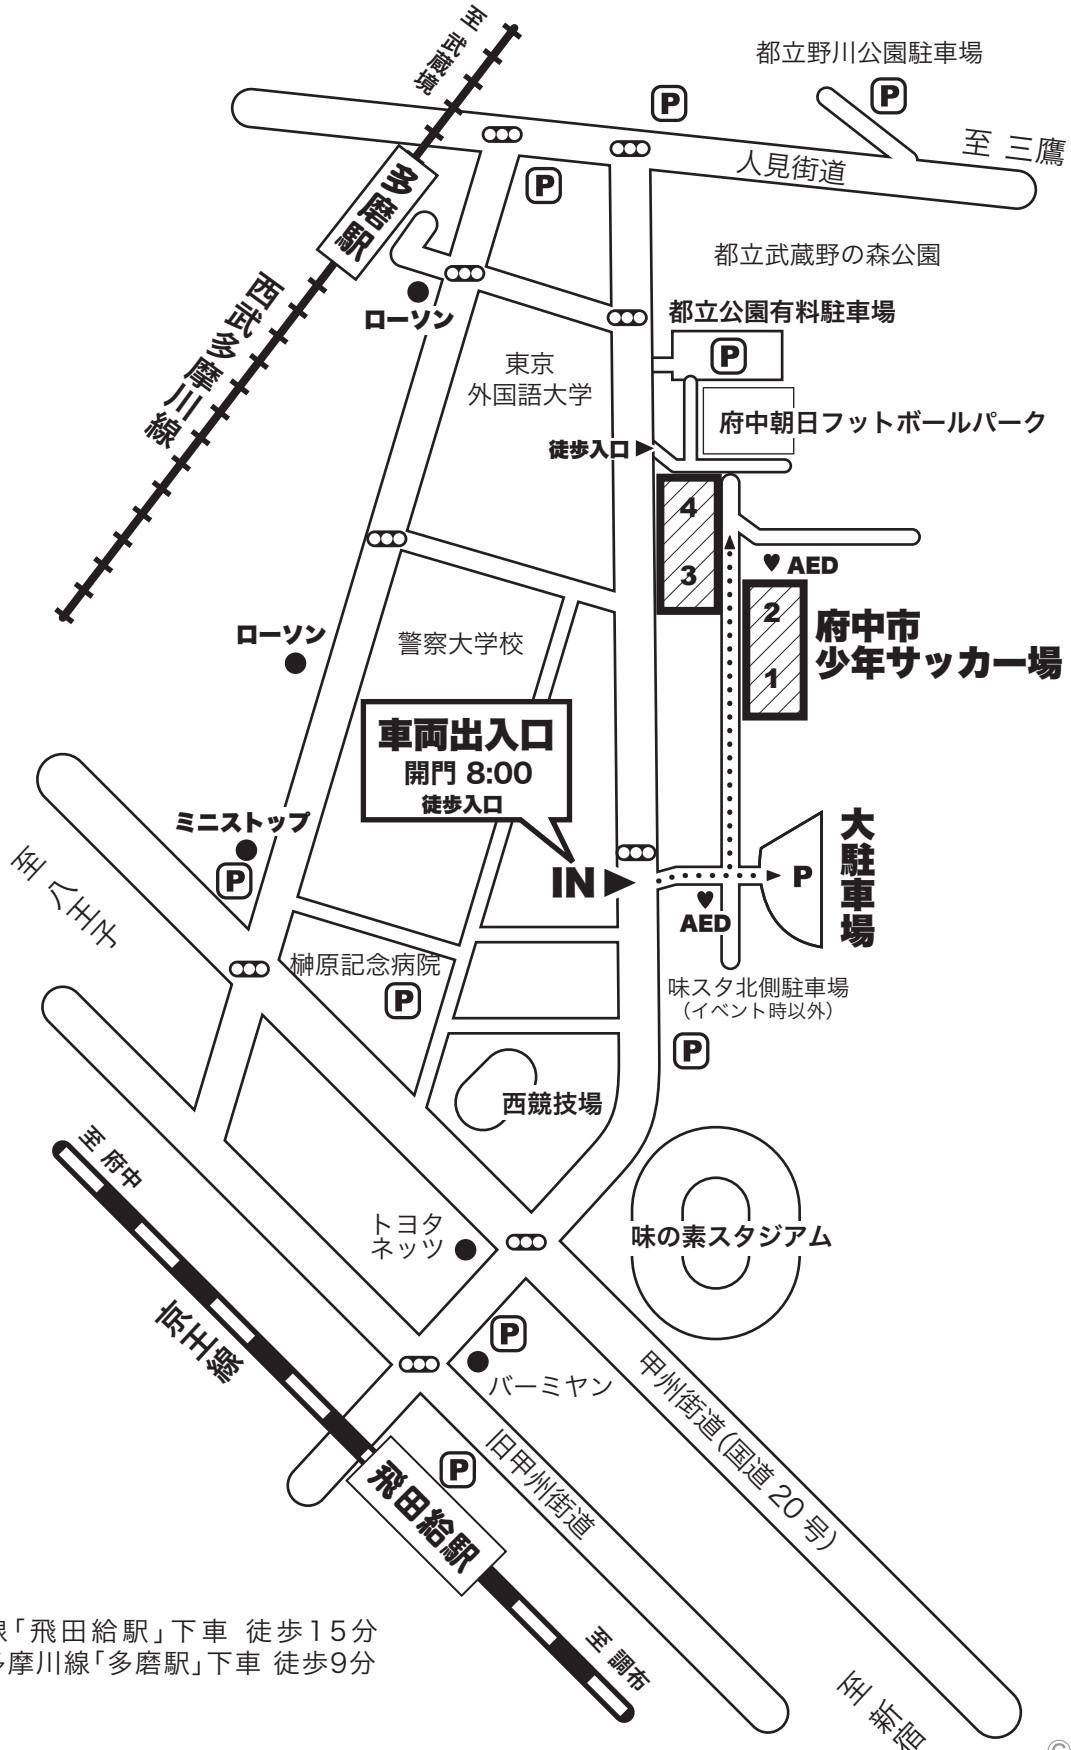 至 武蔵境
都立野川公園駐車場
P
P
至 三鷹
人見街道
P
多磨駅
都立武蔵野の森公園
西武多摩川線
ローソン
都立公園有料駐車場
P
東京
外国語大学
府中朝日フットボールパーク
徒歩入口
4
3
AED
2
1
府中市
少年サッカー場
ローソン
警察大学校
車両出入口
開門 8:00
徒歩入口
ミニストップ
P
IN
P
大駐車場
AED
至 八王子
榊原記念病院
P
味スタ北側駐車場
(イベント時以外)
P
西競技場
至 府中
トヨタ
ネッツ
味の素スタジアム
京王線
P
バーミヤン
甲州街道(国道20号)
P
旧甲州街道
飛田給駅
線「飛田給駅」下車 徒歩15分
多摩川線「多磨駅」下車 徒歩9分
至 調布
至 新宿
©